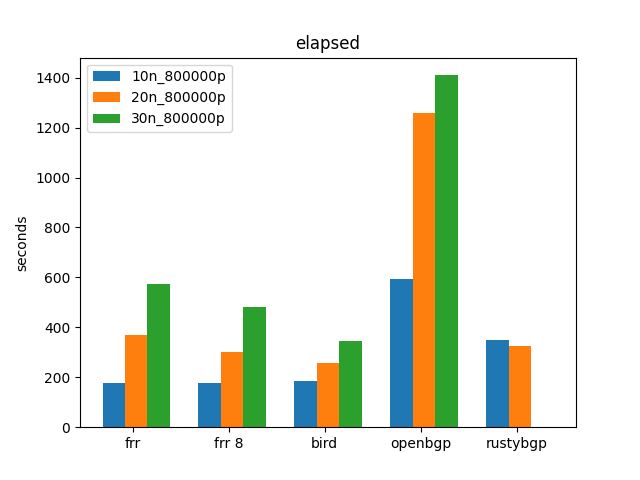 elapsed
10n_800000p
20n_800000p
30n_800000p
seconds
1400
1200
1000
800
600
400
200
0
frr
frr 8
bird
openbgp
rustybgp